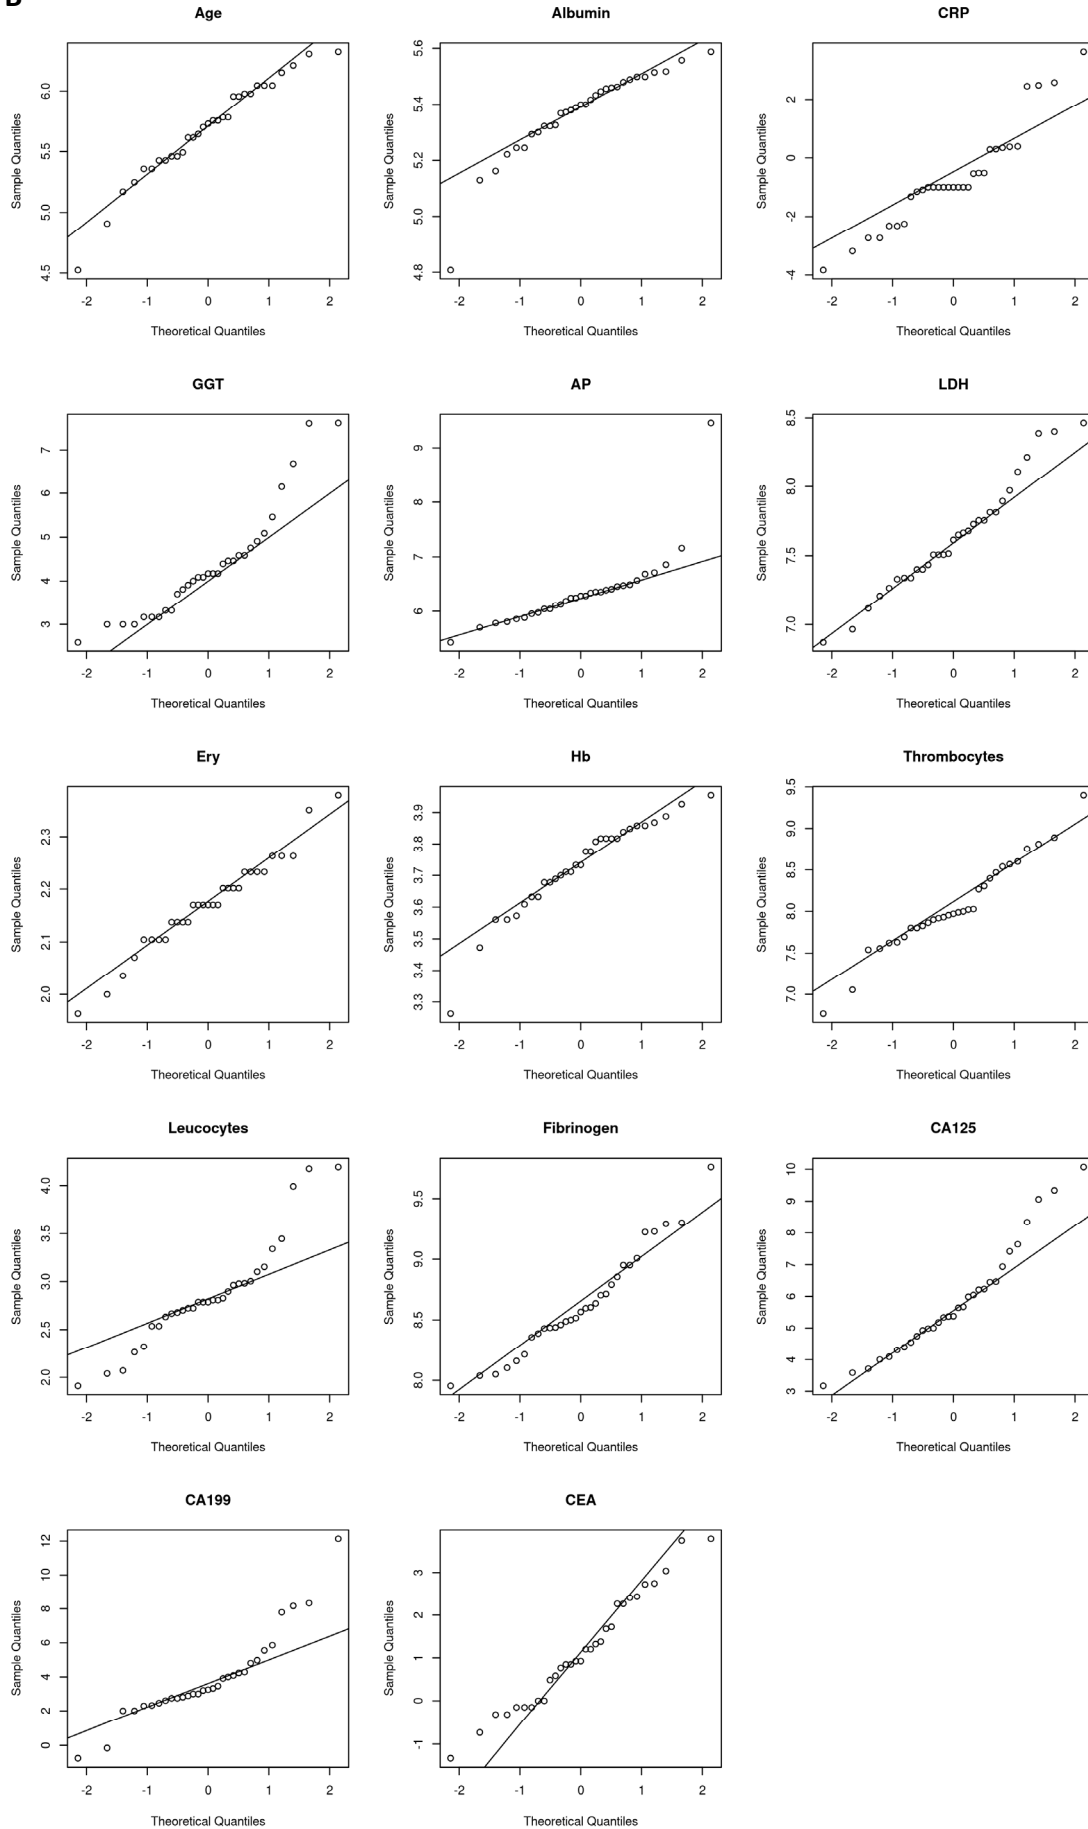 Age Albumin CRP
Sample Quantiles 4.5 5.0 5.5 6.0
-2 -1 0 1 2
Theoretical Quantiles
Sample Quantiles 4.8 5.0 5.2 5.4 5.6
-2 -1 0 1 2
Theoretical Quantiles
Sample Quantiles -4 -2 0 2
-2 -1 0 1 2
Theoretical Quantiles
GGT AP LDH
Sample Quantiles 3 4 5 6 7
-2 -1 0 1 2
Theoretical Quantiles
Sample Quantiles 6 7 8 9
-2 -1 0 1 2
Theoretical Quantiles
Sample Quantiles 7.0 7.5 8.0 8.5
-2 -1 0 1 2
Theoretical Quantiles
Ery Hb Thrombocytes
Sample Quantiles 2.0 2.1 2.2 2.3
-2 -1 0 1 2
Theoretical Quantiles
Sample Quantiles 3.3 3.4 3.5 3.6 3.7 3.8 3.9
-2 -1 0 1 2
Theoretical Quantiles
Sample Quantiles 7.0 7.5 8.0 8.5 9.0 9.5
-2 -1 0 1 2
Theoretical Quantiles
Leucocytes Fibrinogen CA125
Sample Quantiles 2.0 2.5 3.0 3.5 4.0
-2 -1 0 1 2
Theoretical Quantiles
Sample Quantiles 8.0 8.5 9.0 9.5
-2 -1 0 1 2
Theoretical Quantiles
Sample Quantiles 3 4 5 6 7 8 9 10
-2 -1 0 1 2
Theoretical Quantiles
CA199 CEA
Sample Quantiles 0 2 4 6 8 10 12
-2 -1 0 1 2
Theoretical Quantiles
Sample Quantiles -1 0 1 2 3
-2 -1 0 1 2
Theoretical Quantiles